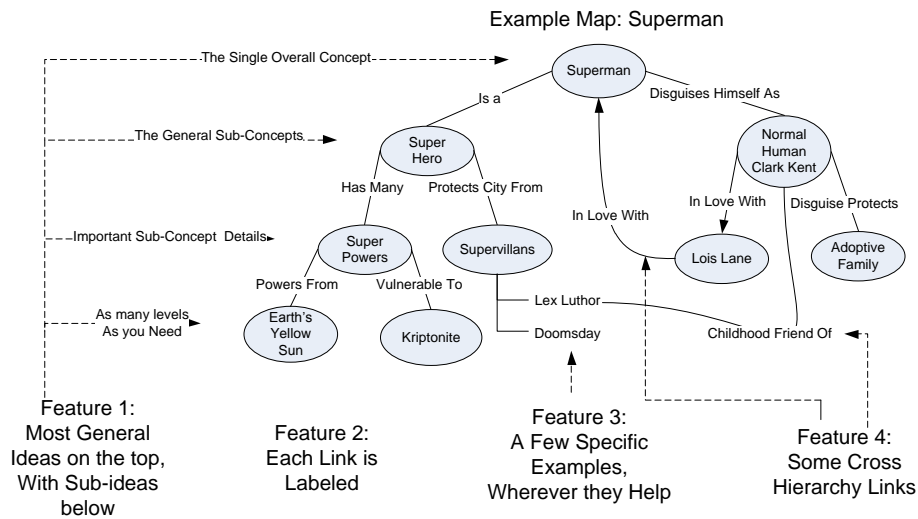 Example Map: Superman
The Single Overall Concept
Superman
Is a
Disguises Himself As
The General Sub-Concepts
Super
Hero
Normal
Human
Clark Kent
Has Many
Protects City From
In Love With
Disguise Protects
In Love With
Important Sub-Concept Details
Super
Powers
Supervillans
Lois Lane
Adoptive
Family
Powers From
Vulnerable To
As many levels
As you Need
Earth's
Yellow
Sun
Kriptonite
Lex Luthor
Doomsday
Childhood Friend Of
Feature 1:
Most General
Ideas on the top,
With Sub-ideas
below
Feature 2:
Each Link is
Labeled
Feature 3:
A Few Specific
Examples,
Wherever they Help
Feature 4:
Some Cross
Hierarchy Links